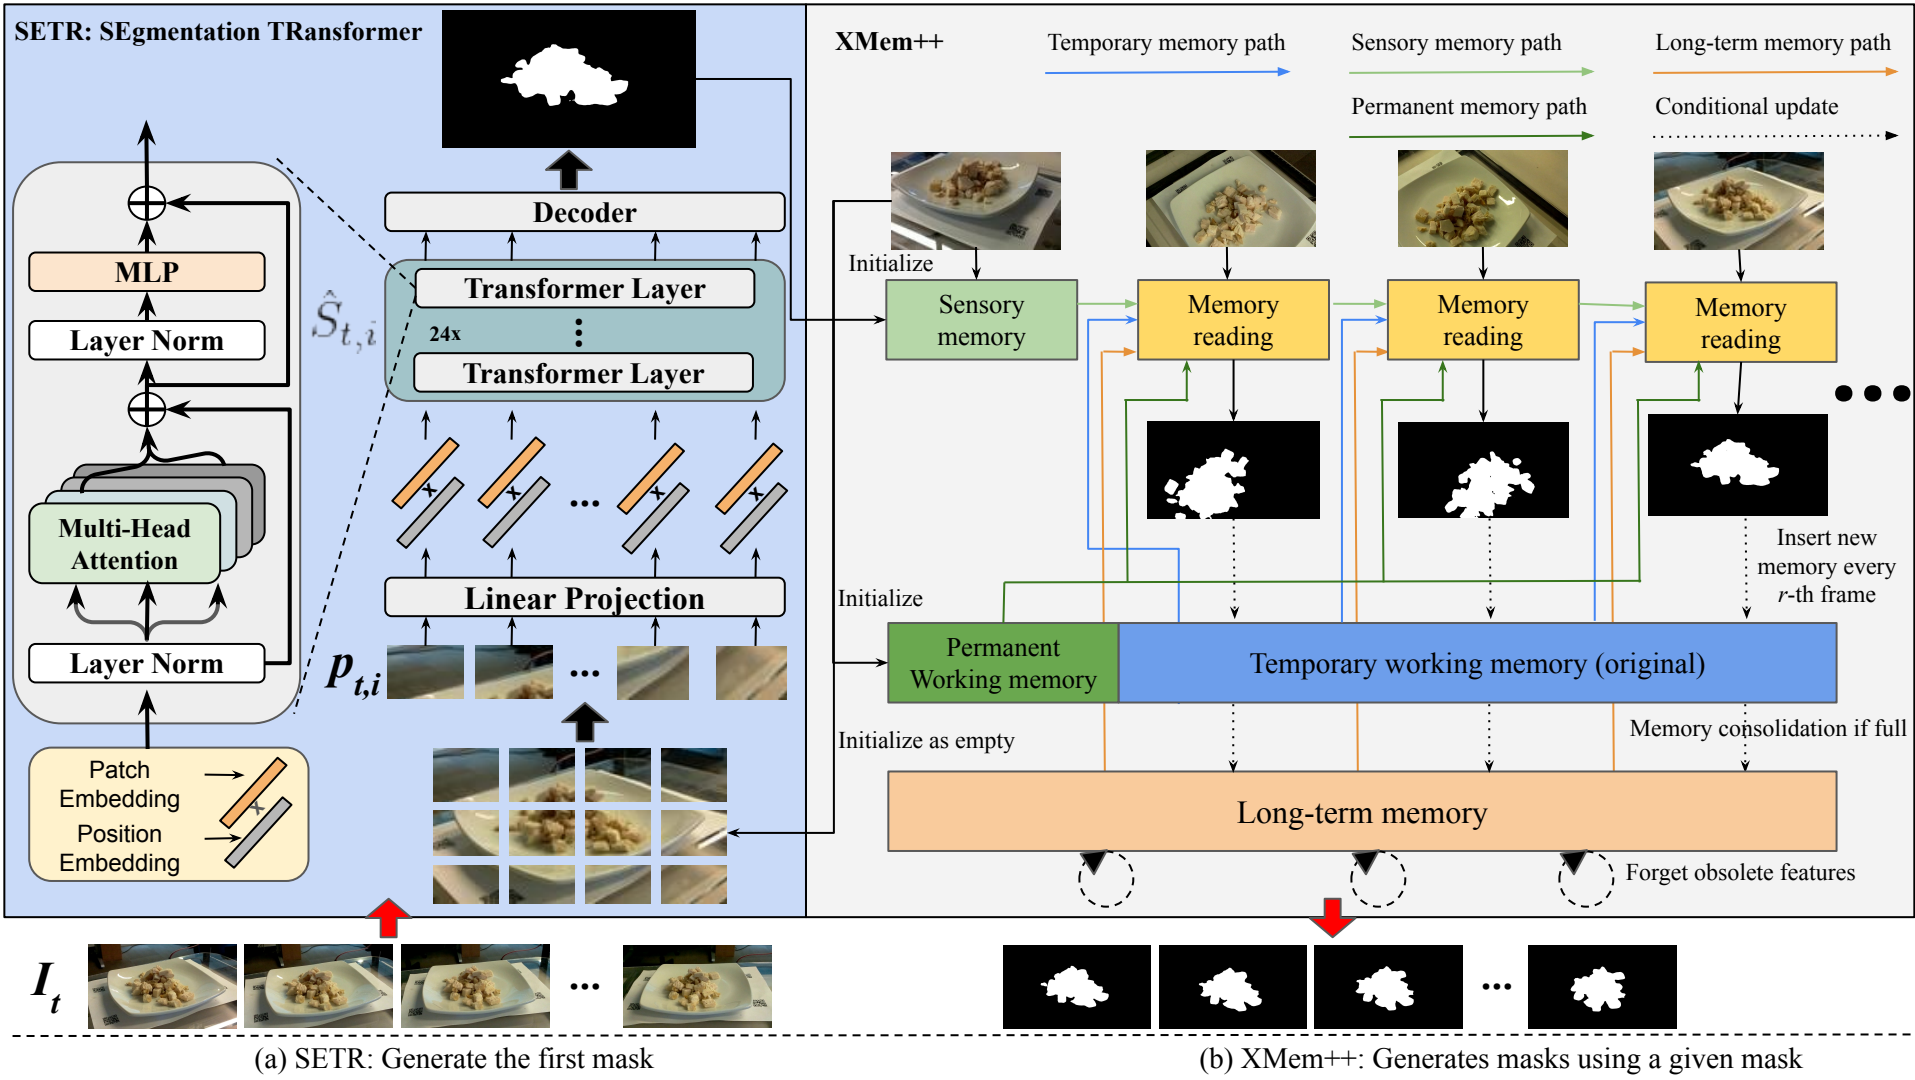 SETR: SEgmentation TRansformer
XMem++
Temporary memory path
Sensory memory path
Long-term memory path
Permanent memory path
Conditional update
Decoder
Transformer Layer
24x
Transformer Layer
Ŝt,i
MLP
Layer Norm
Multi-Head
Attention
Layer Norm
x
x
x
x
Linear Projection
pt,i
Patch
Embedding
x
Position
Embedding
Initialize
Sensory
memory
Memory
reading
Memory
reading
Memory
reading
Insert new
memory every
r-th frame
Initialize
Permanent
Working memory
Temporary working memory (original)
Initialize as empty
Memory consolidation if full
Long-term memory
Forget obsolete features
It
(a) SETR: Generate the first mask
(b) XMem++: Generates masks using a given mask